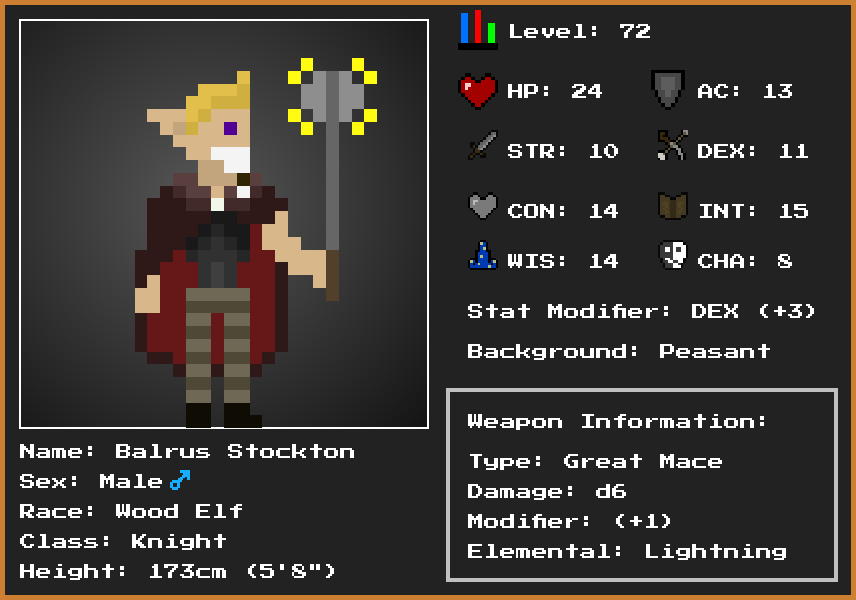 Level: 72
HP: 24 AC: 13
STR: 10 DEX: 11
CON: 14 INT: 15
WIS: 14 CHA: 8
Stat Modifier: DEX (+3)
Background: Peasant
Weapon Information:
Type: Great Mace
Damage: d6
Modifier: (+1)
Elemental: Lightning
Name: Balrus Stockton
Sex: Male ♂
Race: Wood Elf
Class: Knight
Height: 173cm (5'8")